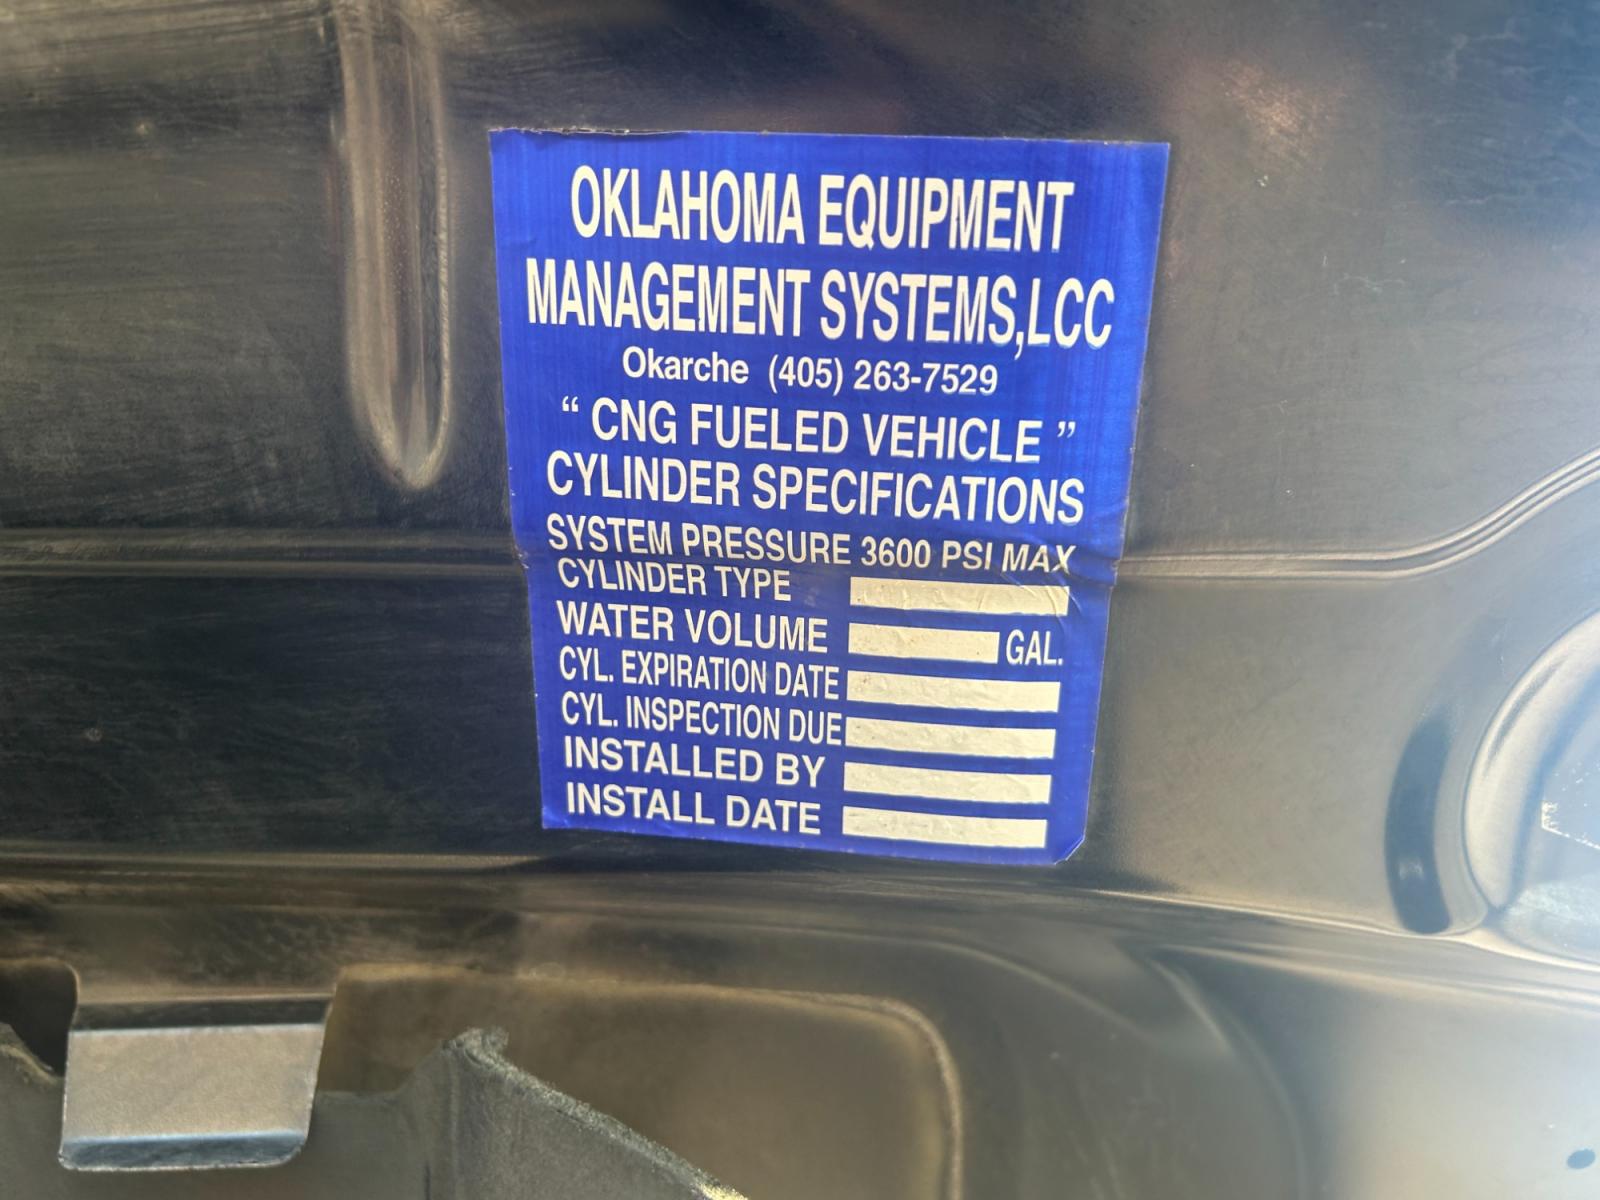 OKLAHOMA EQUIPMENT
MANAGEMENT SYSTEMS,LCC
Okarche (405) 263-7529
“ CNG FUELED VEHICLE ”
CYLINDER SPECIFICATIONS
SYSTEM PRESSURE 3600 PSI MAX
CYLINDER TYPE
WATER VOLUME GAL.
CYL. EXPIRATION DATE
CYL. INSPECTION DUE
INSTALLED BY
INSTALL DATE